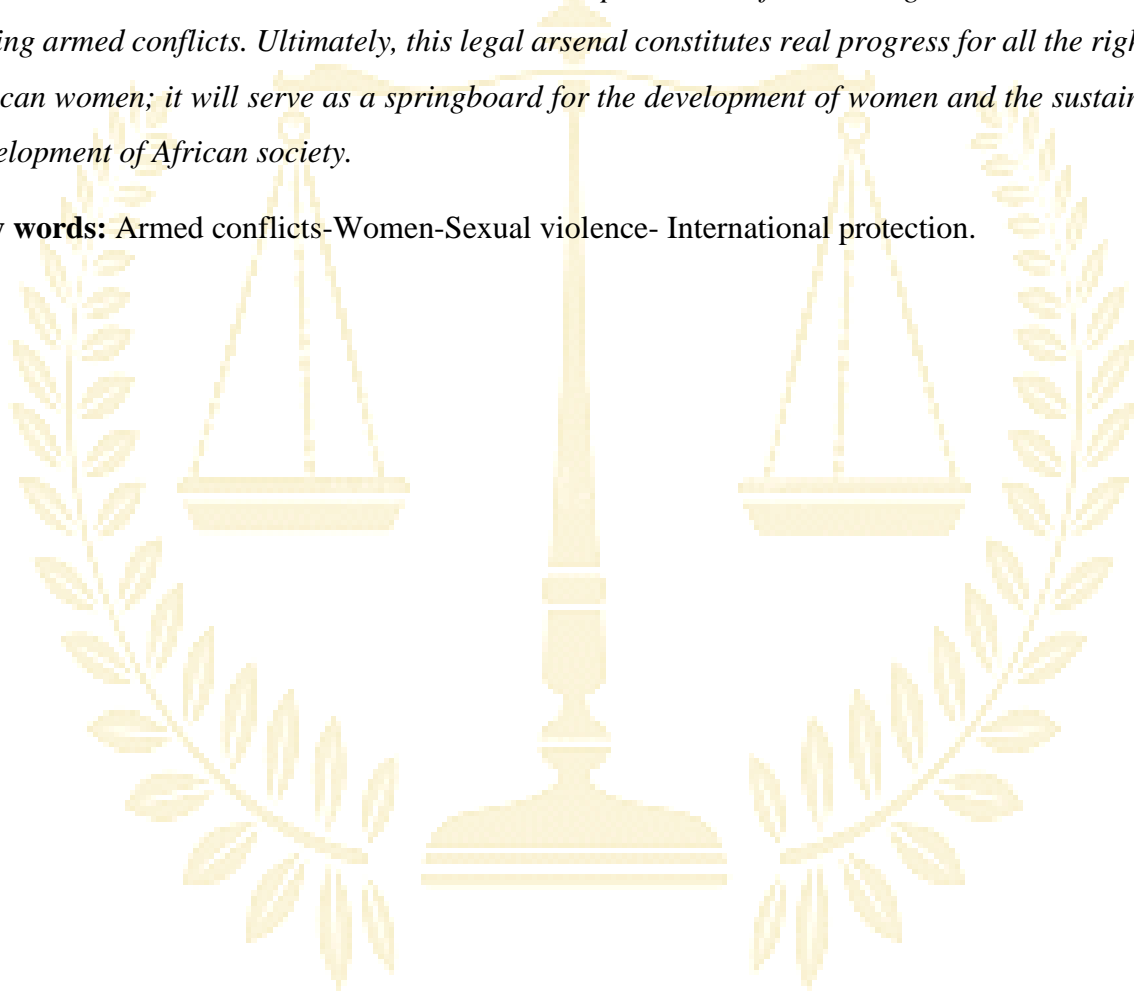 ing armed conflicts. Ultimately, this legal arsenal constitutes real progress for all the righ
can women; it will serve as a springboard for the development of women and the sustain
elopment of African society.
words: Armed conflicts-Women-Sexual violence- International protection.